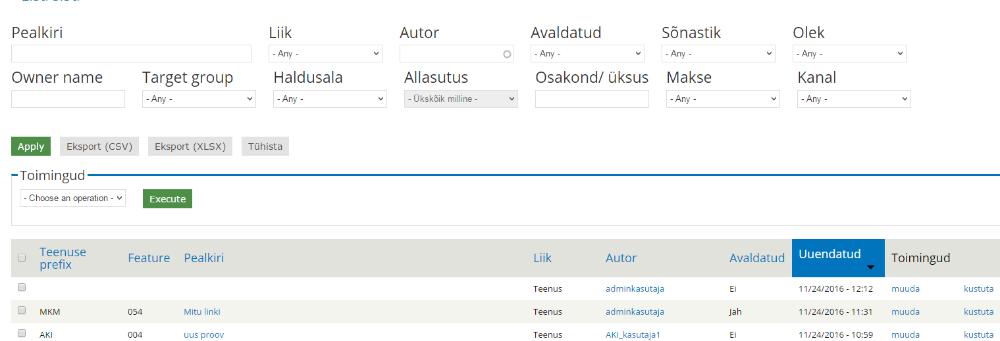 Pealkiri Liik Autor Avaldatud Sõnastik Olek
- Any - - Any - - Any - - Any -
Owner name Target group Haldusala Allasutus Osakond/ üksus Makse Kanal
- Any - - Any - - Ükskõik milline - - Any - - Any -
Apply Eksport (CSV) Eksport (XLSX) Tühista
Toimingud
- Choose an operation - Execute
Teenuse prefix Feature Pealkiri Liik Autor Avaldatud Uuendatud Toimingud
Teenus adminkasutaja Ei 11/24/2016 - 12:12 muuda kustuta
MKM 054 Mitu linki Teenus adminkasutaja Jah 11/24/2016 - 11:31 muuda kustuta
AKI 004 uus proov Teenus AKI_kasutaja1 Ei 11/24/2016 - 10:59 muuda kustuta